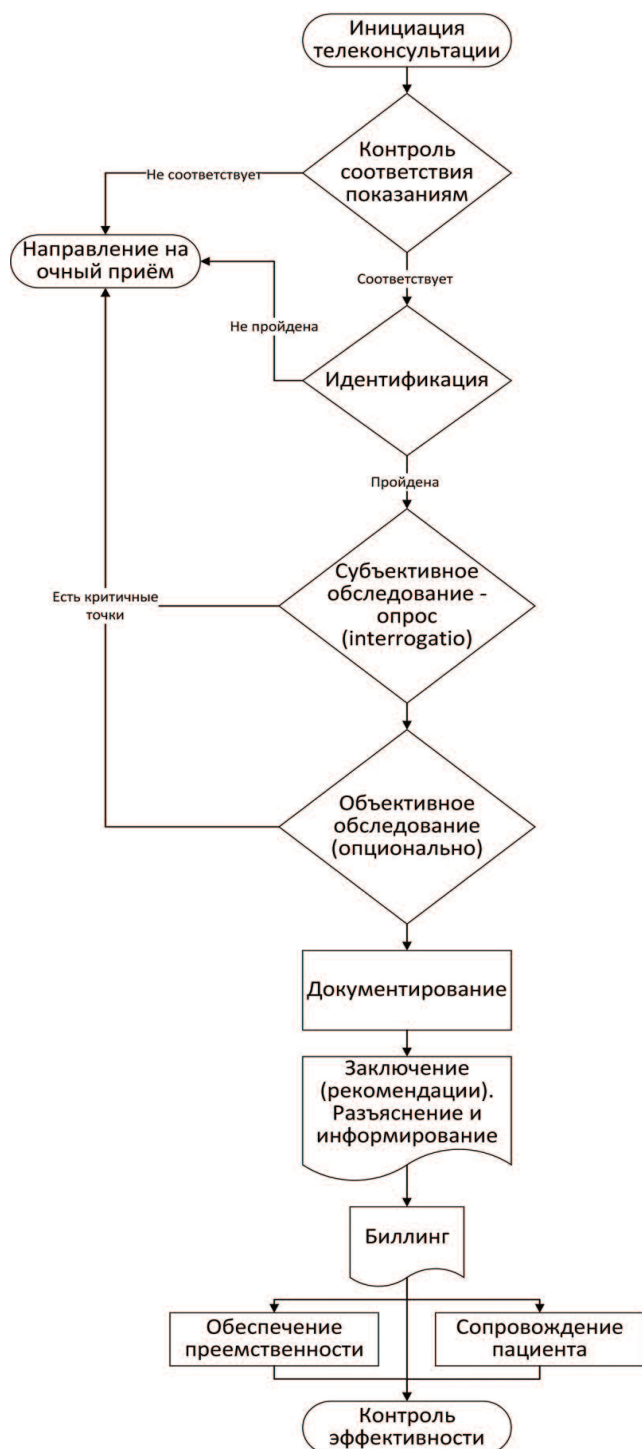 Инициация
телеконсультации
Контроль
соответствия
показаниям
Не соответствует
Направление на
очный приём
Соответствует
Не пройдена
Идентификация
Пройдена
Субъективное
обследование -
опрос
(interrogatio)
Есть критичные
точки
Объективное
обследование
(опционально)
Документирование
Заключение
(рекомендации).
Разъяснение и
информирование
Биллинг
Обеспечение
преемственности
Сопровождение
пациента
Контроль
эффективности